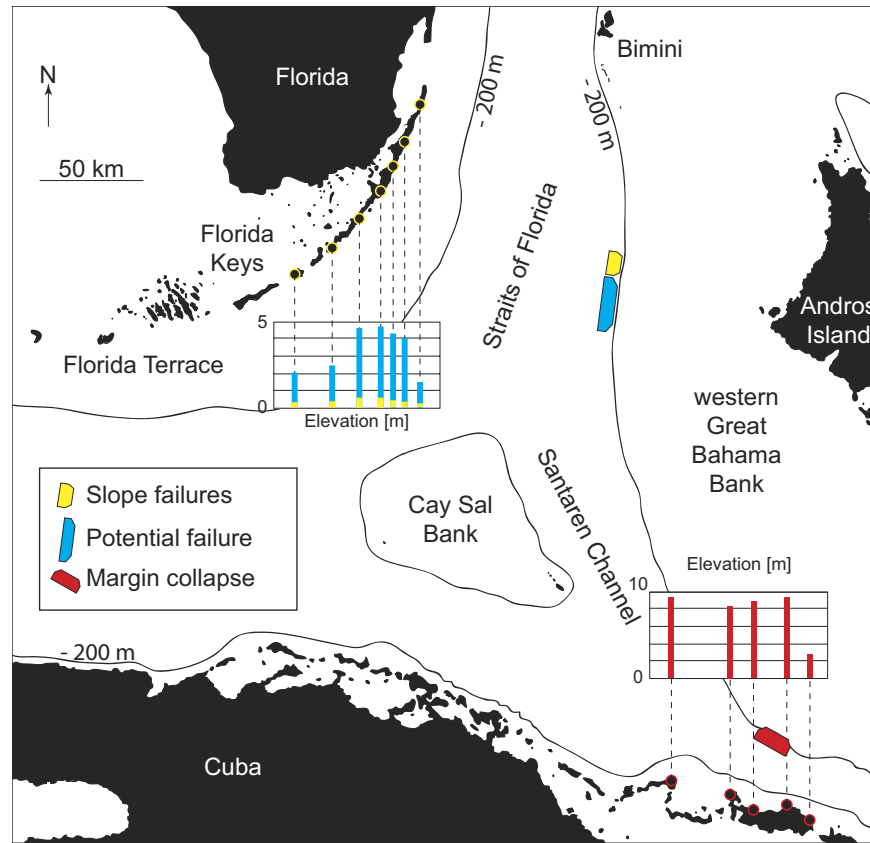 Florida
Bimini
N
- 200 m
- 200 m
50 km
Florida
Keys
Straits of Florida
Andros
Island
5
Florida Terrace
0
Elevation [m]
western
Great
Bahama
Bank
Slope failures
Potential failure
Margin collapse
Cay Sal
Bank
Santaren Channel
Elevation [m]
10
0
- 200 m
Cuba